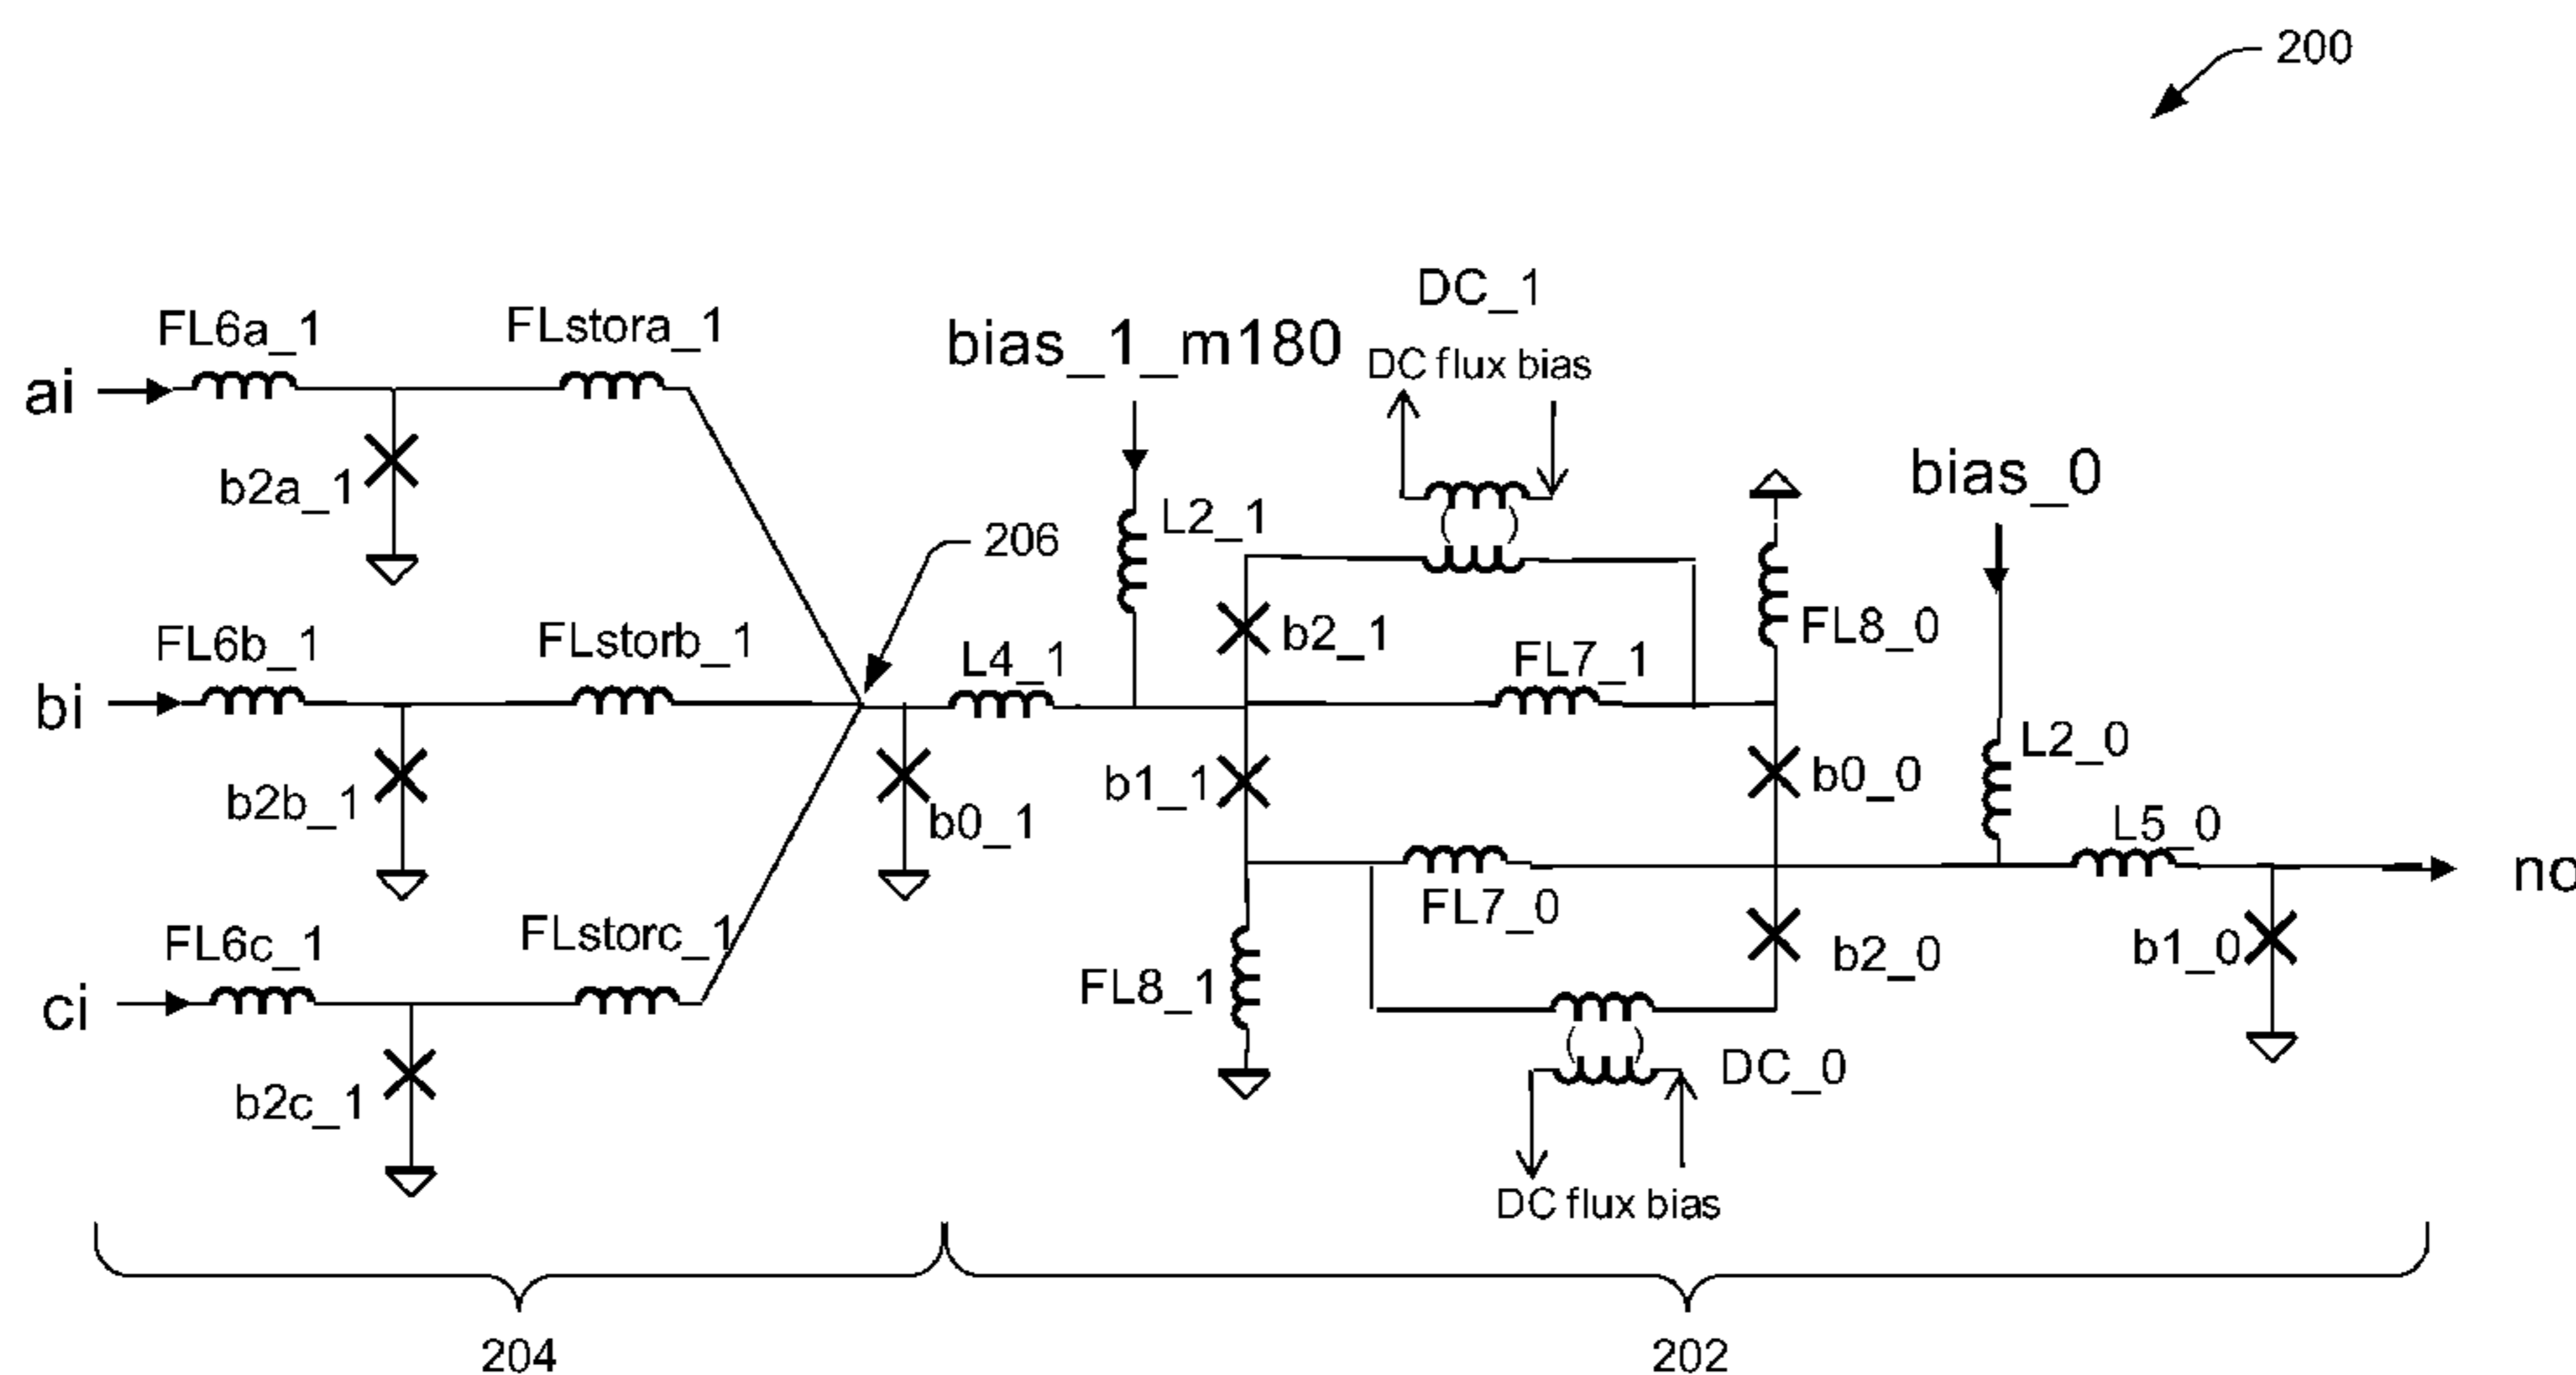 200
DC_1
bias_1_m180
DC flux bias
FL6a_1
FLstora_1
ai
b2a_1
L2_1
206
bias_0
FL6b_1
FLstorb_1
L4_1
b2_1
FL7_1
FL8_0
bi
b2b_1
b0_1
b1_1
b0_0
L2_0
L5_0
no
FL6c_1
FLstorc_1
FL7_0
FL8_1
b2_0
b1_0
ci
b2c_1
DC_0
DC flux bias
204
202